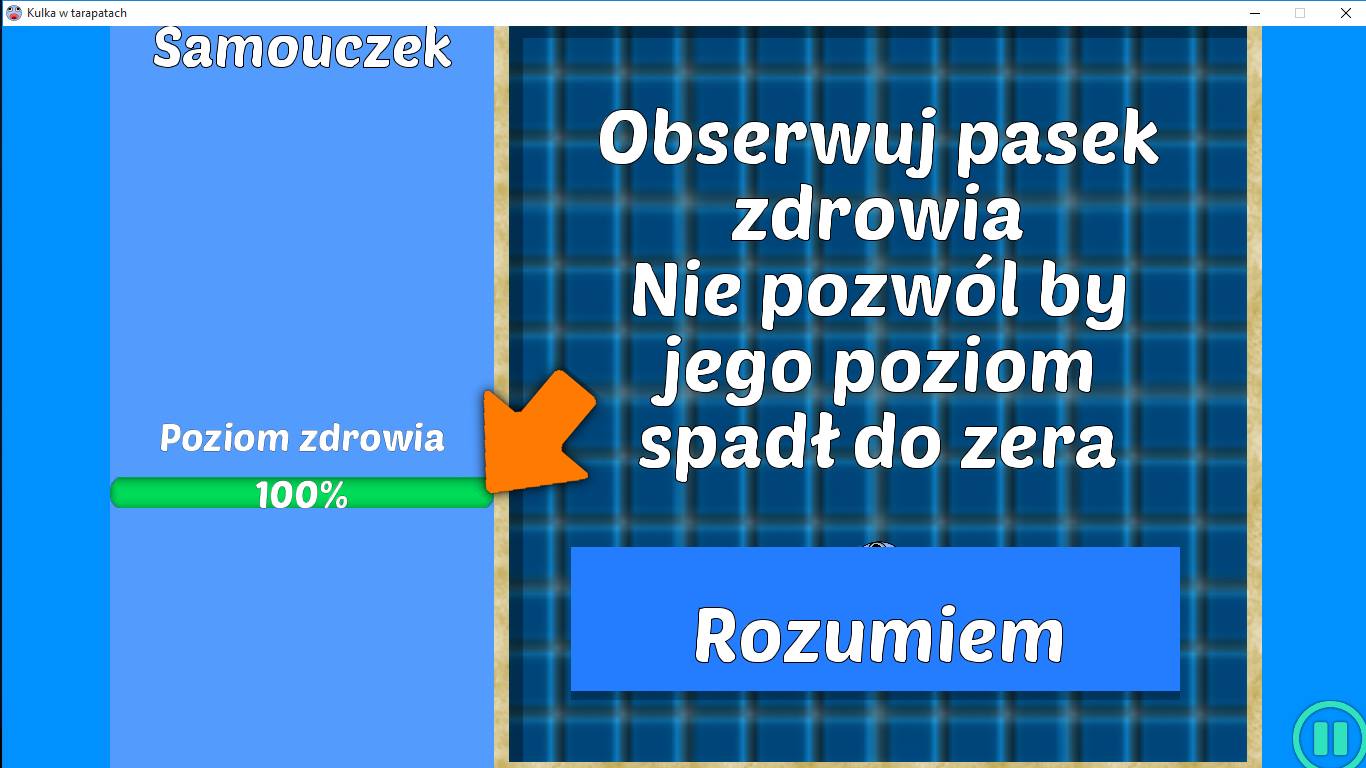 Kulka w tarapatach
Samouczek
Obserwuj pasek
zdrowia
Nie pozwól by
jego poziom
spadł do zera
Poziom zdrowia
100%
Rozumiem